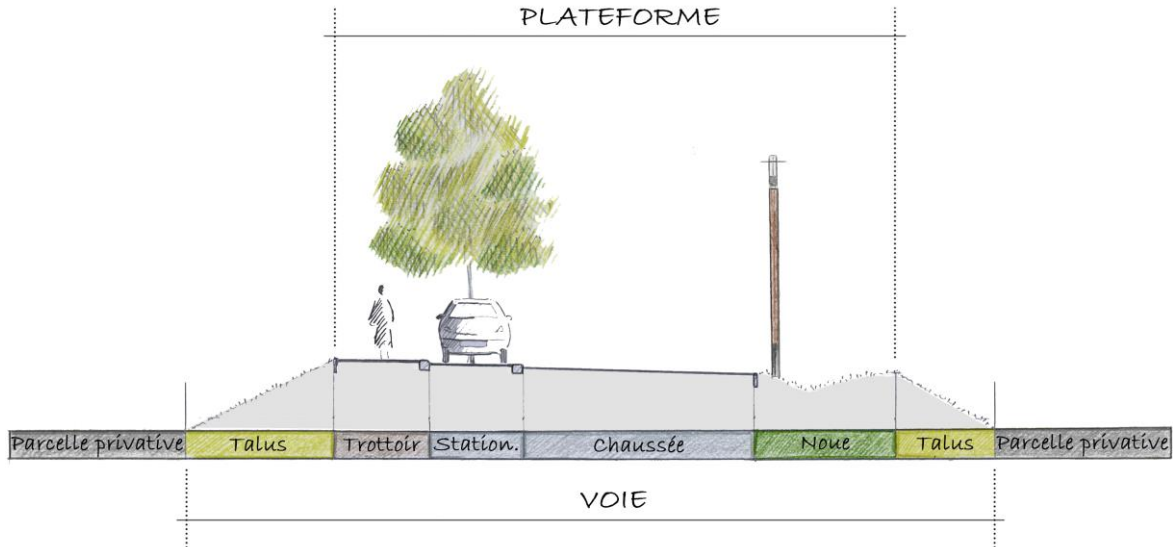 PLATEFORME
Parcelle privative Talus Trottoir Station. Chaussée Noue Talus Parcelle privative
VOIE